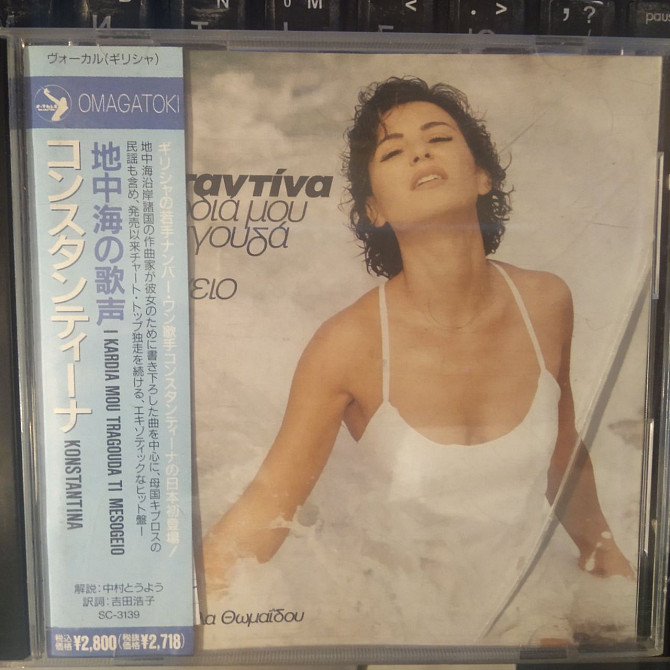 ヴォーカル(ギリシャ)
OMAGATOKI
ギリシャの若手ナンバー・ワン歌手コンスタンティーナの日本初登場!
地中海沿岸諸国の作曲家が彼女のために書き下ろした曲を中心に、母国キプロスの
民謡も含め、発売以来チャート・トップ独走を続ける、エキゾティックなヒット盤ー
地中海の歌声
I KARDIA MOU TRAGOUDA TI MESOGEIO
コンスタンティーナ
KONSTANTINA
解説:中村とうよう
訳詞:吉田浩子
SC-3139
税込価格¥2,800(税抜価格¥2,718)
ταντίνα
διά μου
γουδά
ειο
λα Θωμαΐδου
pau